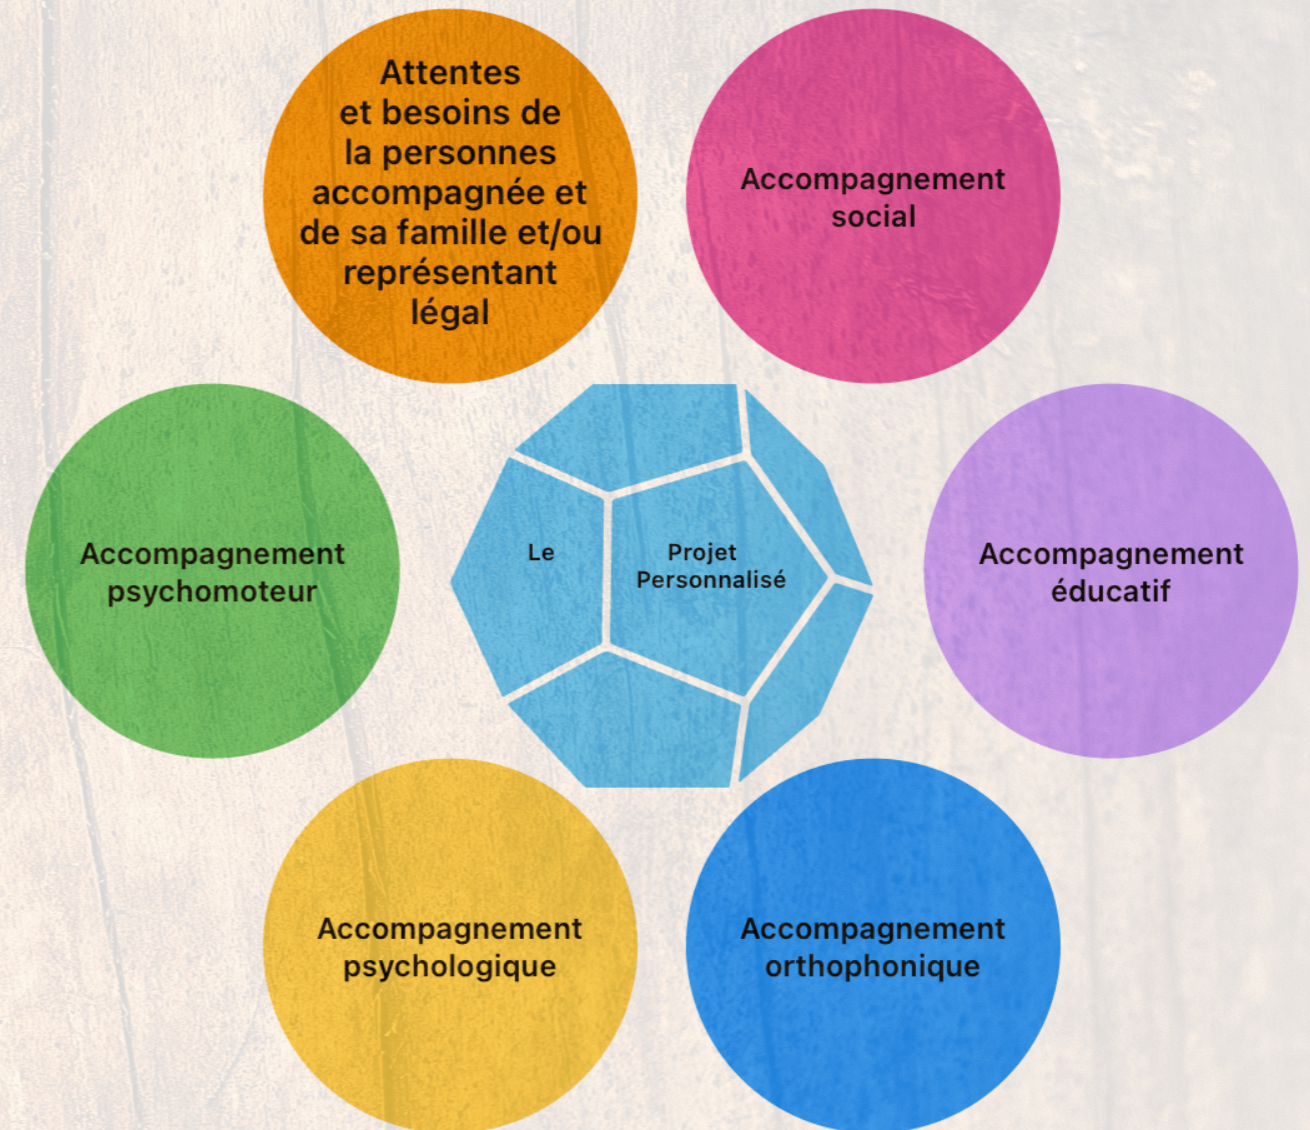 Attentes
et besoins de
la personnes
accompagnée et
de sa famille et/ou
représentant
légal
Accompagnement
social
Accompagnement
psychomoteur
Le
Projet
Personnalisé
Accompagnement
éducatif
Accompagnement
psychologique
Accompagnement
orthophonique